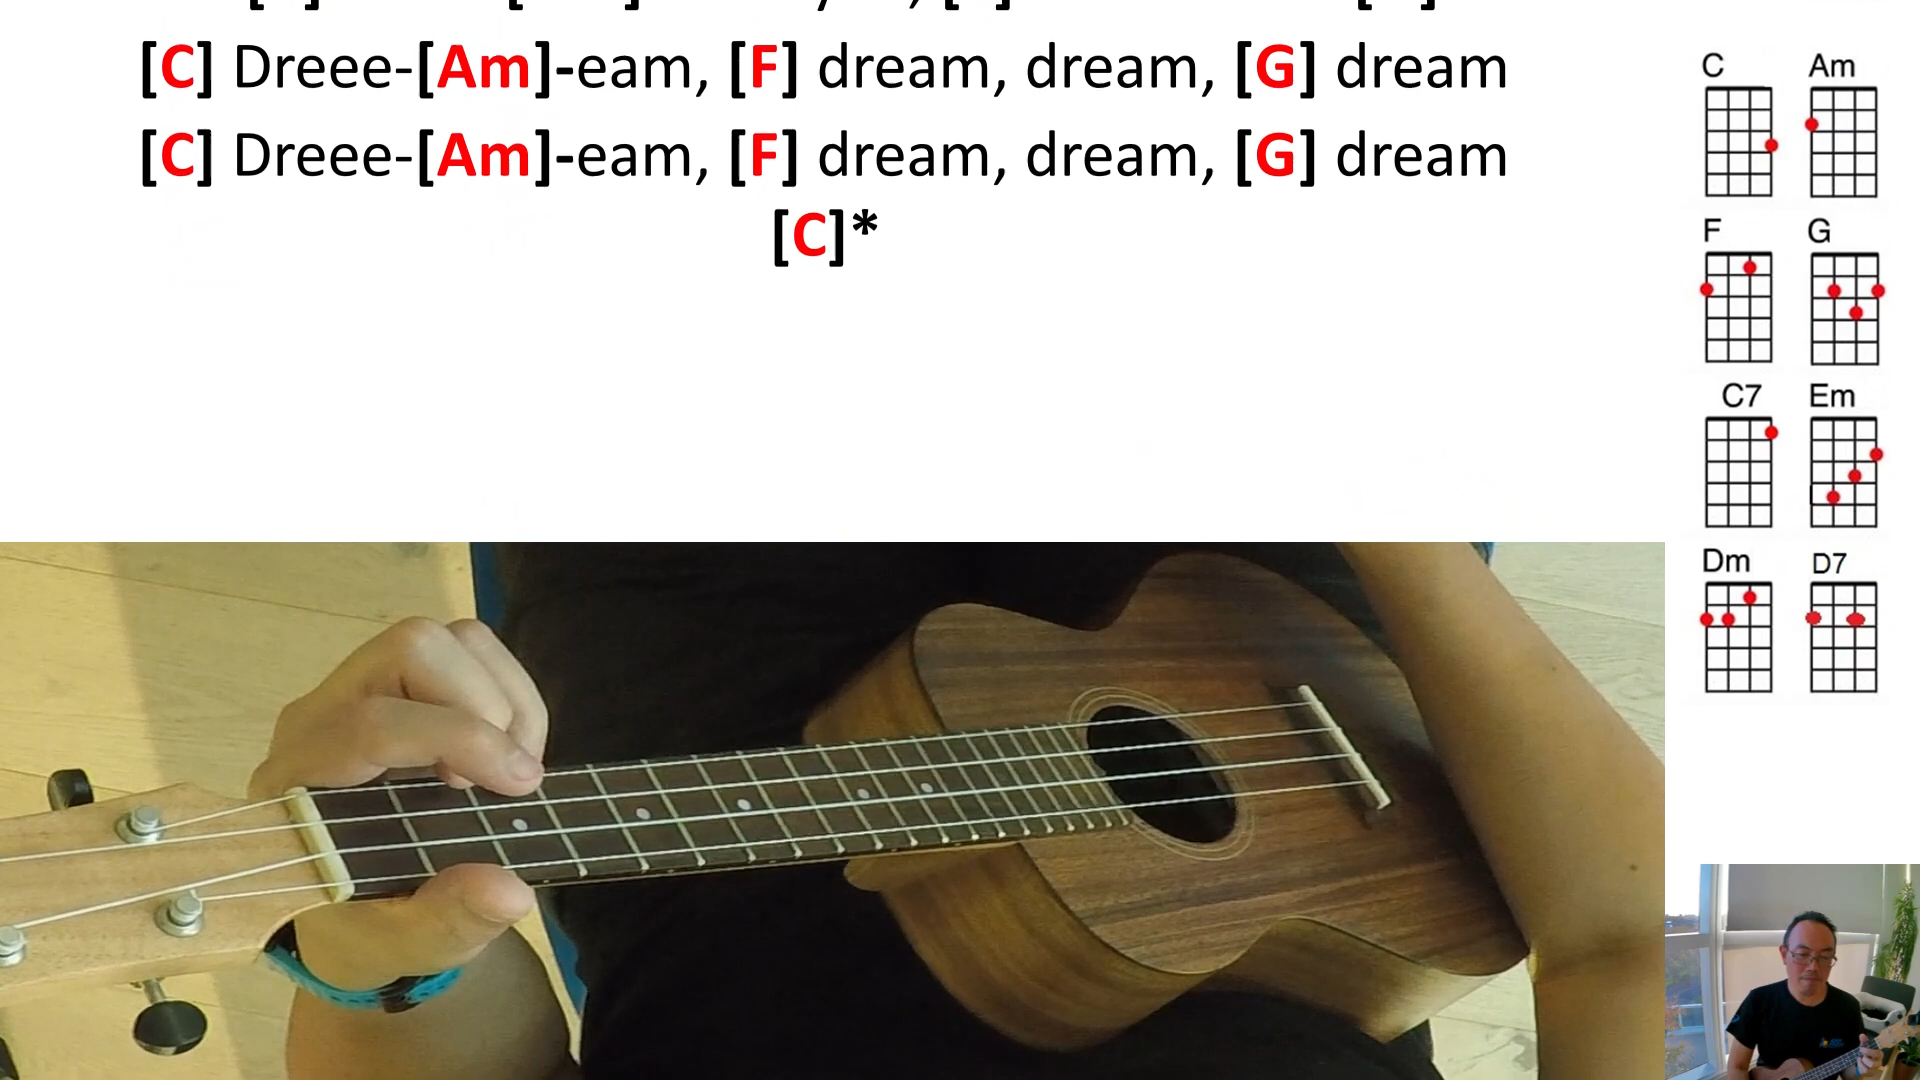 [C] Dreee-[Am]-eam, [F] dream, dream, [G] dream
[C] Dreee-[Am]-eam, [F] dream, dream, [G] dream
[C]*
C Am
F G
C7 Em
Dm D7